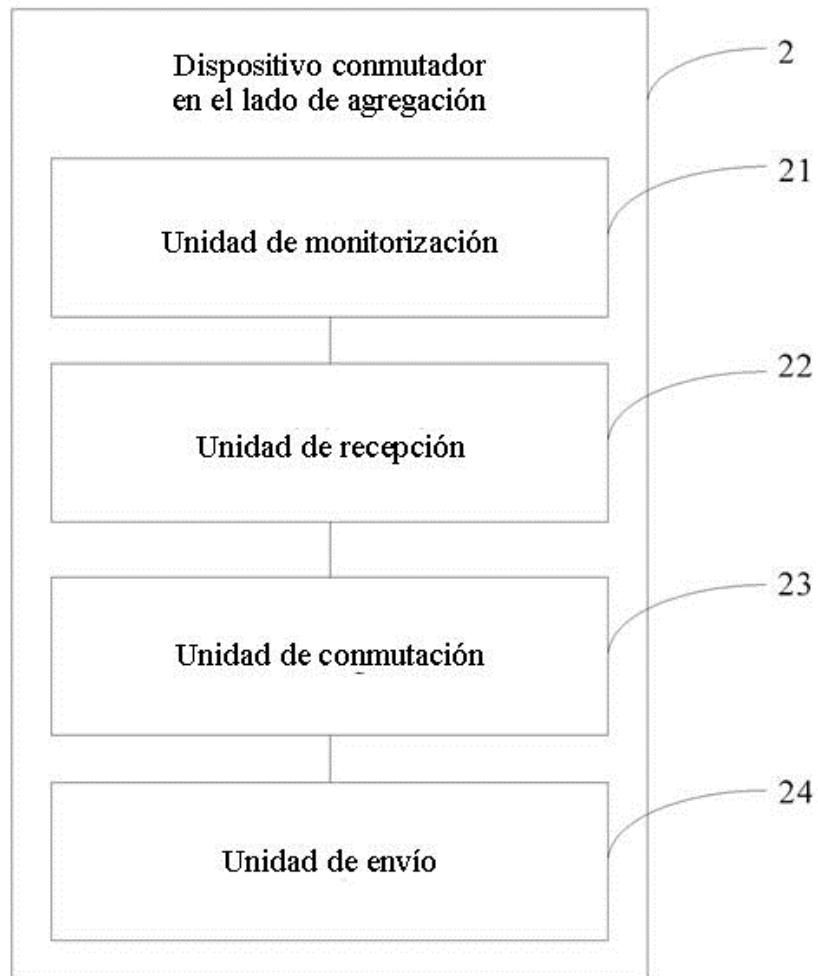 Dispositivo conmutador
en el lado de agregación
2
21
Unidad de monitorización
22
Unidad de recepción
23
Unidad de conmutación
24
Unidad de envío